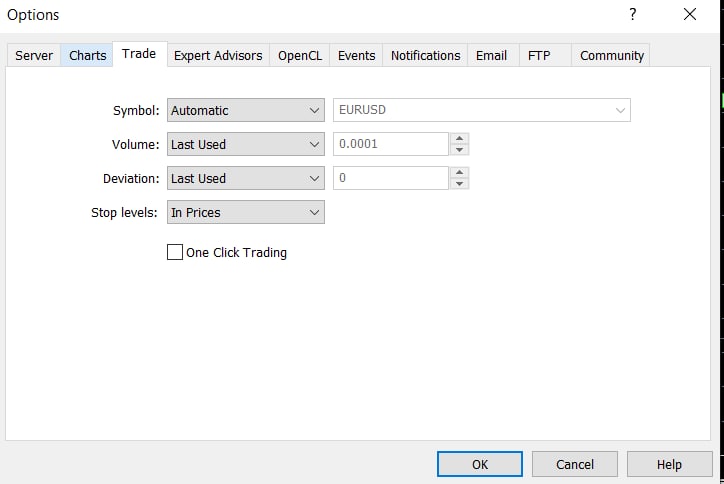 Options
Server Charts Trade Expert Advisors OpenCL Events Notifications Email FTP Community
Symbol: Automatic EURUSD
Volume: Last Used 0.0001
Deviation: Last Used 0
Stop levels: In Prices
One Click Trading
OK Cancel Help